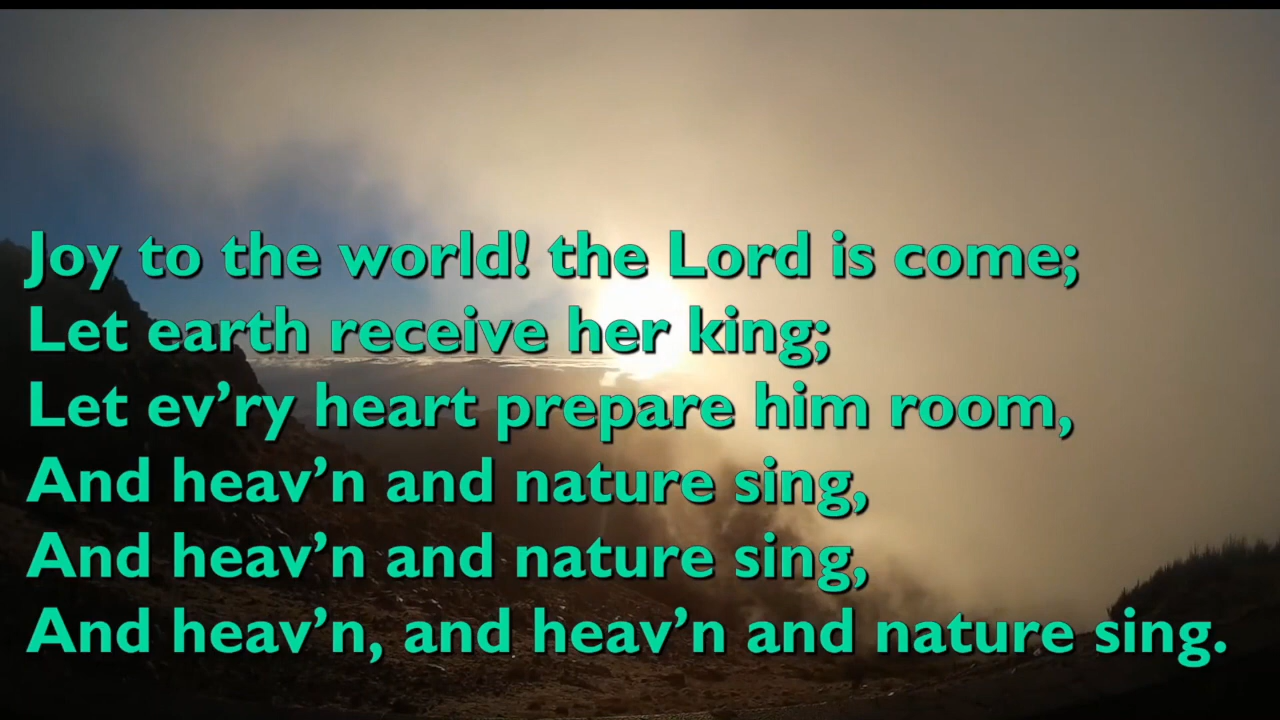 Joy to the world! the Lord is come;
Let earth receive her king;
Let ev’ry heart prepare him room,
And heav’n and nature sing,
And heav’n and nature sing,
And heav’n, and heav’n and nature sing.